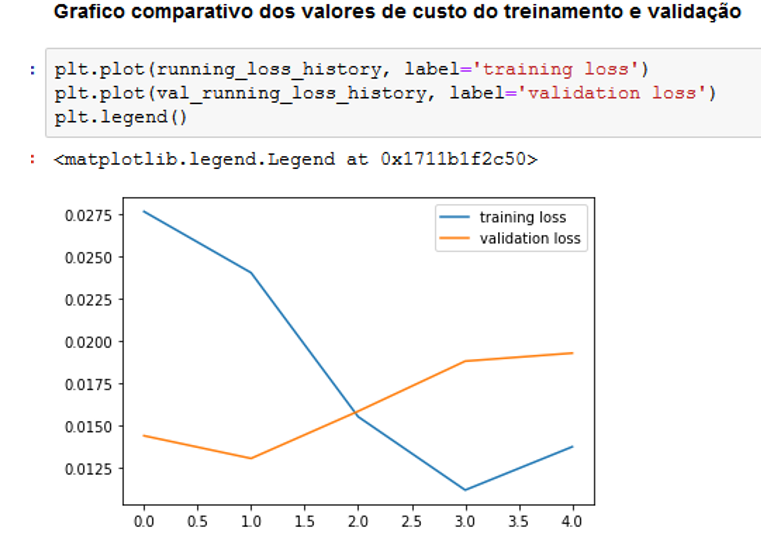 Grafico comparativo dos valores de custo do treinamento e validação
: plt.plot(running_loss_history, label='training loss')
plt.plot(val_running_loss_history, label='validation loss')
plt.legend()
: <matplotlib.legend.Legend at 0x1711b1f2c50>
training loss
validation loss
0.0275
0.0250
0.0225
0.0200
0.0175
0.0150
0.0125
0.0 0.5 1.0 1.5 2.0 2.5 3.0 3.5 4.0